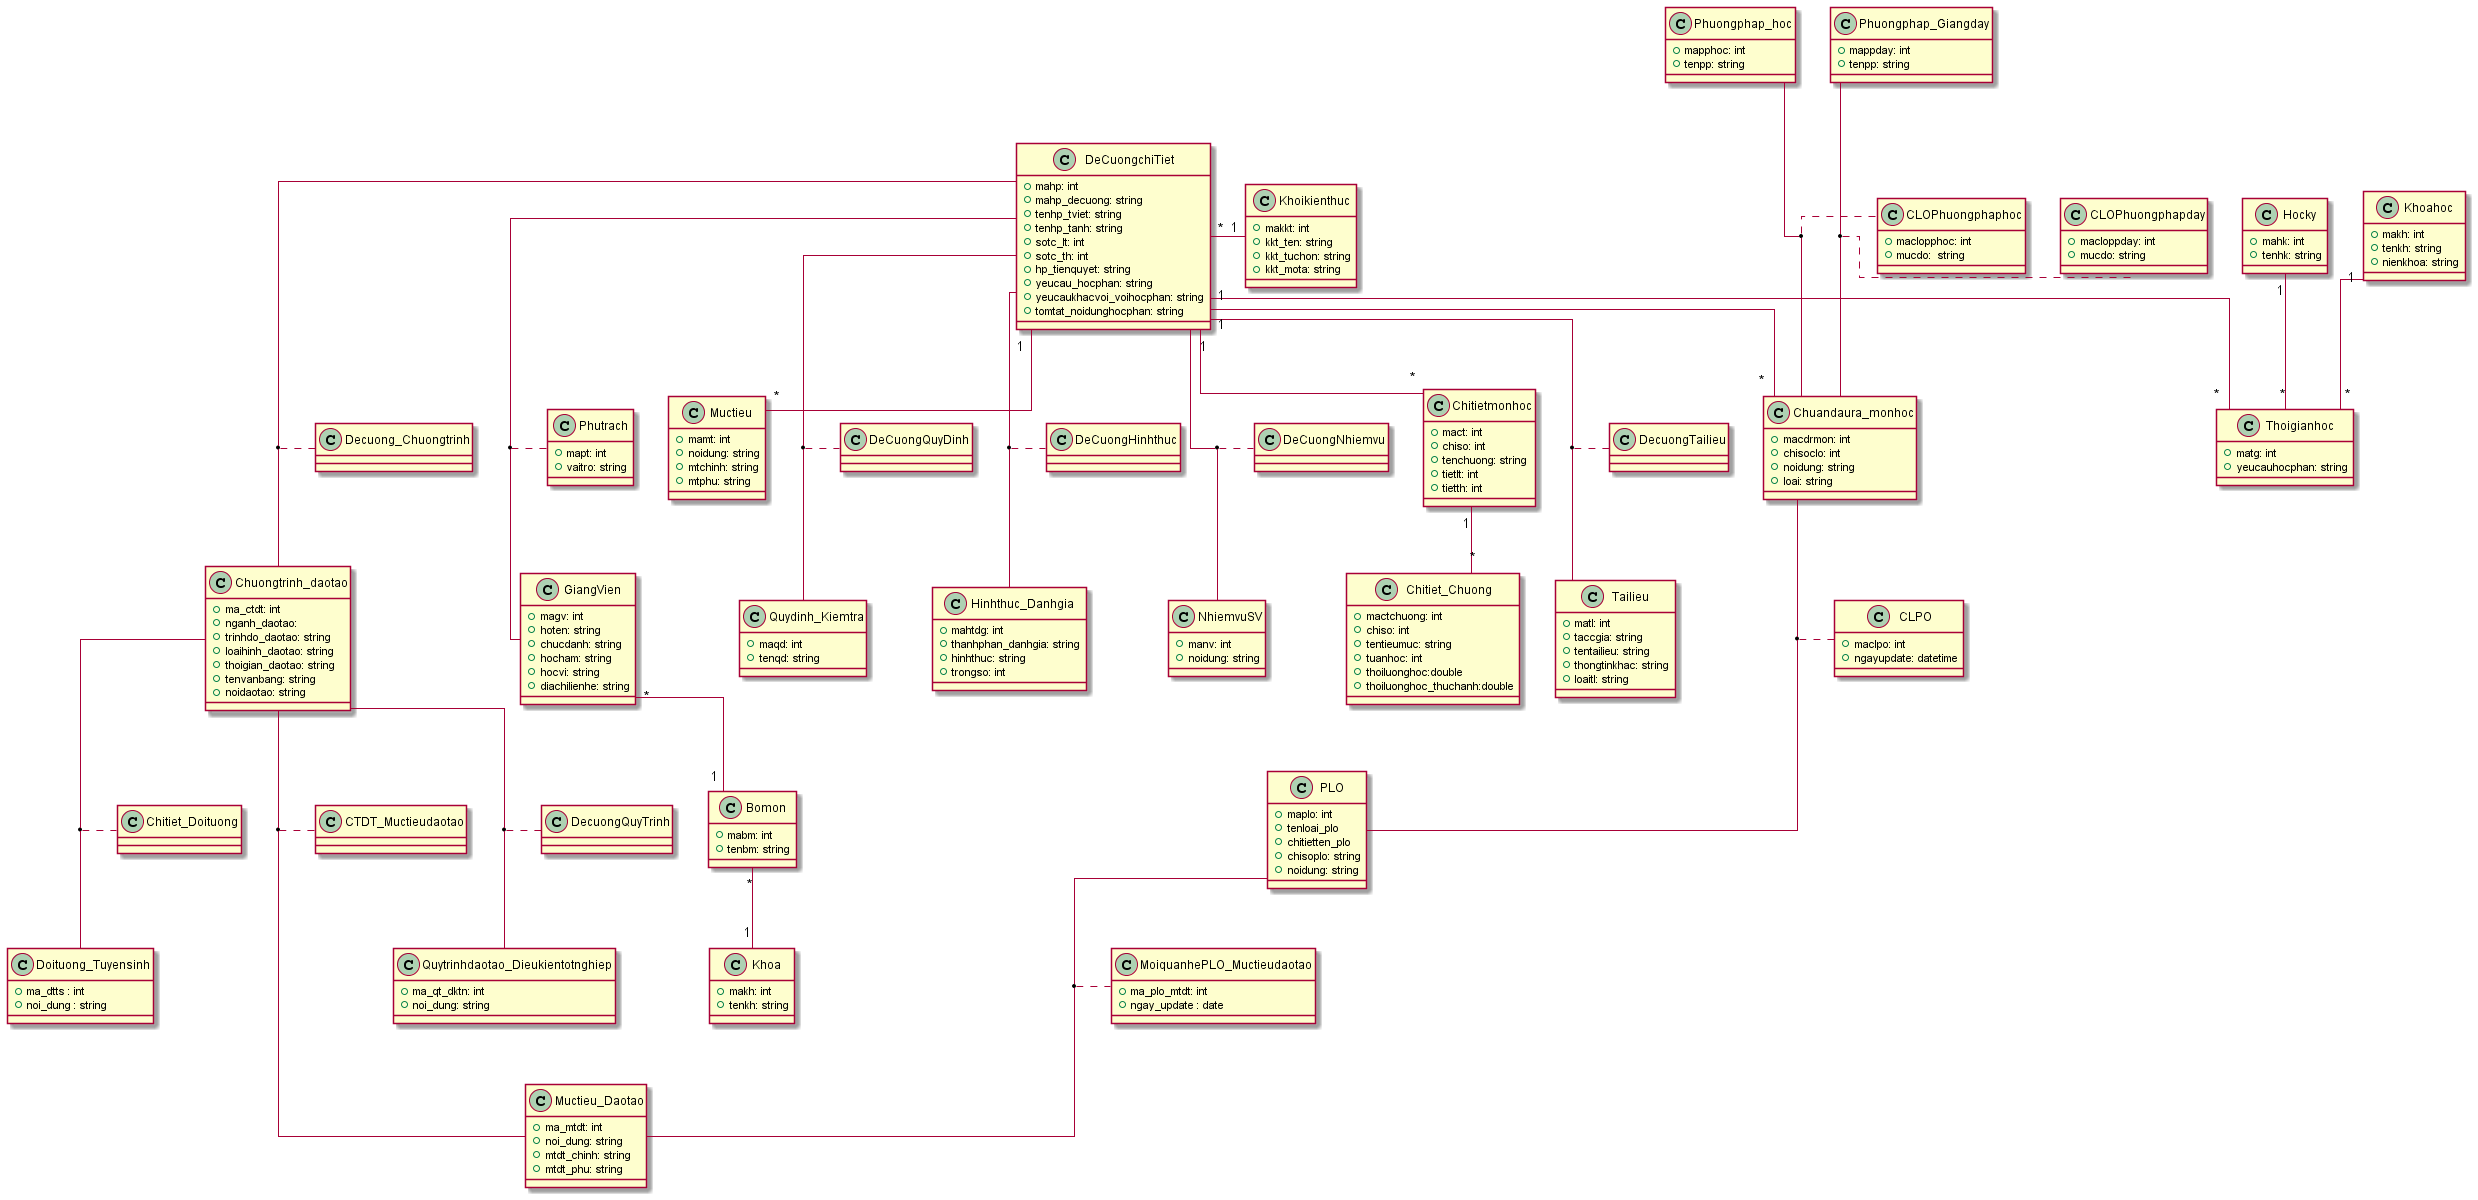 C Phuongphap_hoc
mapphoc: int
tenpp: string
C Phuongphap_Giangday
mappday: int
tenpp: string
C DeCuongchiTiet
mahp: int
mahp_decuong: string
tenhp_tviet: string
tenhp_tanh: string
sotc_lt: int
sotc_th: int
hp_tienquyet: string
yeucau_hocphan: string
yeucaukhacvoi_voihocphan: string
tomtat_noidunghocphan: string
* 1
C Khoikienthuc
makkt: int
kkt_ten: string
kkt_tuchon: string
kkt_mota: string
C CLOPhuongphaphoc
maclopphoc: int
mucdo:  string
C CLOPhuongphapday
macloppday: int
mucdo: string
C Hocky
mahk: int
tenhk: string
C Khoahoc
makh: int
tenkh: string
nienkhoa: string
1
1
1
1
1
1
*
*
*
*
*
*
C Decuong_Chuongtrinh
C Phutrach
mapt: int
vaitro: string
C Muctieu
mamt: int
noidung: string
mtchinh: string
mtphu: string
C DeCuongQuyDinh
C DeCuongHinhthuc
C DeCuongNhiemvu
C Chitietmonhoc
mact: int
chiso: int
tenchuong: string
tietlt: int
tietth: int
C DecuongTailieu
C Chuandaura_monhoc
macdrmon: int
chisoclo: int
noidung: string
loai: string
C Thoigianhoc
matg: int
yeucauhocphan: string
1
*
C Chuongtrinh_daotao
ma_ctdt: int
nganh_daotao:
trinhdo_daotao: string
loaihinh_daotao: string
thoigian_daotao: string
tenvanbang: string
noidaotao: string
C GiangVien
magv: int
hoten: string
chucdanh: string
hocham: string
hocvi: string
diachilienhe: string
C Quydinh_Kiemtra
maqd: int
tenqd: string
C Hinhthuc_Danhgia
mahtdg: int
thanhphan_danhgia: string
hinhthuc: string
trongso: int
C NhiemvuSV
manv: int
noidung: string
C Chitiet_Chuong
mactchuong: int
chiso: int
tentieumuc: string
tuanhoc: int
thoiluonghoc:double
thoiluonghoc_thuchanh:double
C Tailieu
matl: int
taccgia: string
tentailieu: string
thongtinkhac: string
loaitl: string
C CLPO
maclpo: int
ngayupdate: datetime
*
1
C Chitiet_Doituong
C CTDT_Muctieudaotao
C DecuongQuyTrinh
C Bomon
mabm: int
tenbm: string
C PLO
maplo: int
tenloai_plo
chitietten_plo
chisoplo: string
noidung: string
*
1
C Doituong_Tuyensinh
ma_dtts : int
noi_dung : string
C Quytrinhdaotao_Dieukientotnghiep
ma_qt_dktn: int
noi_dung: string
C Khoa
makh: int
tenkh: string
C MoiquanhePLO_Muctieudaotao
ma_plo_mtdt: int
ngay_update : date
C Muctieu_Daotao
ma_mtdt: int
noi_dung: string
mtdt_chinh: string
mtdt_phu: string